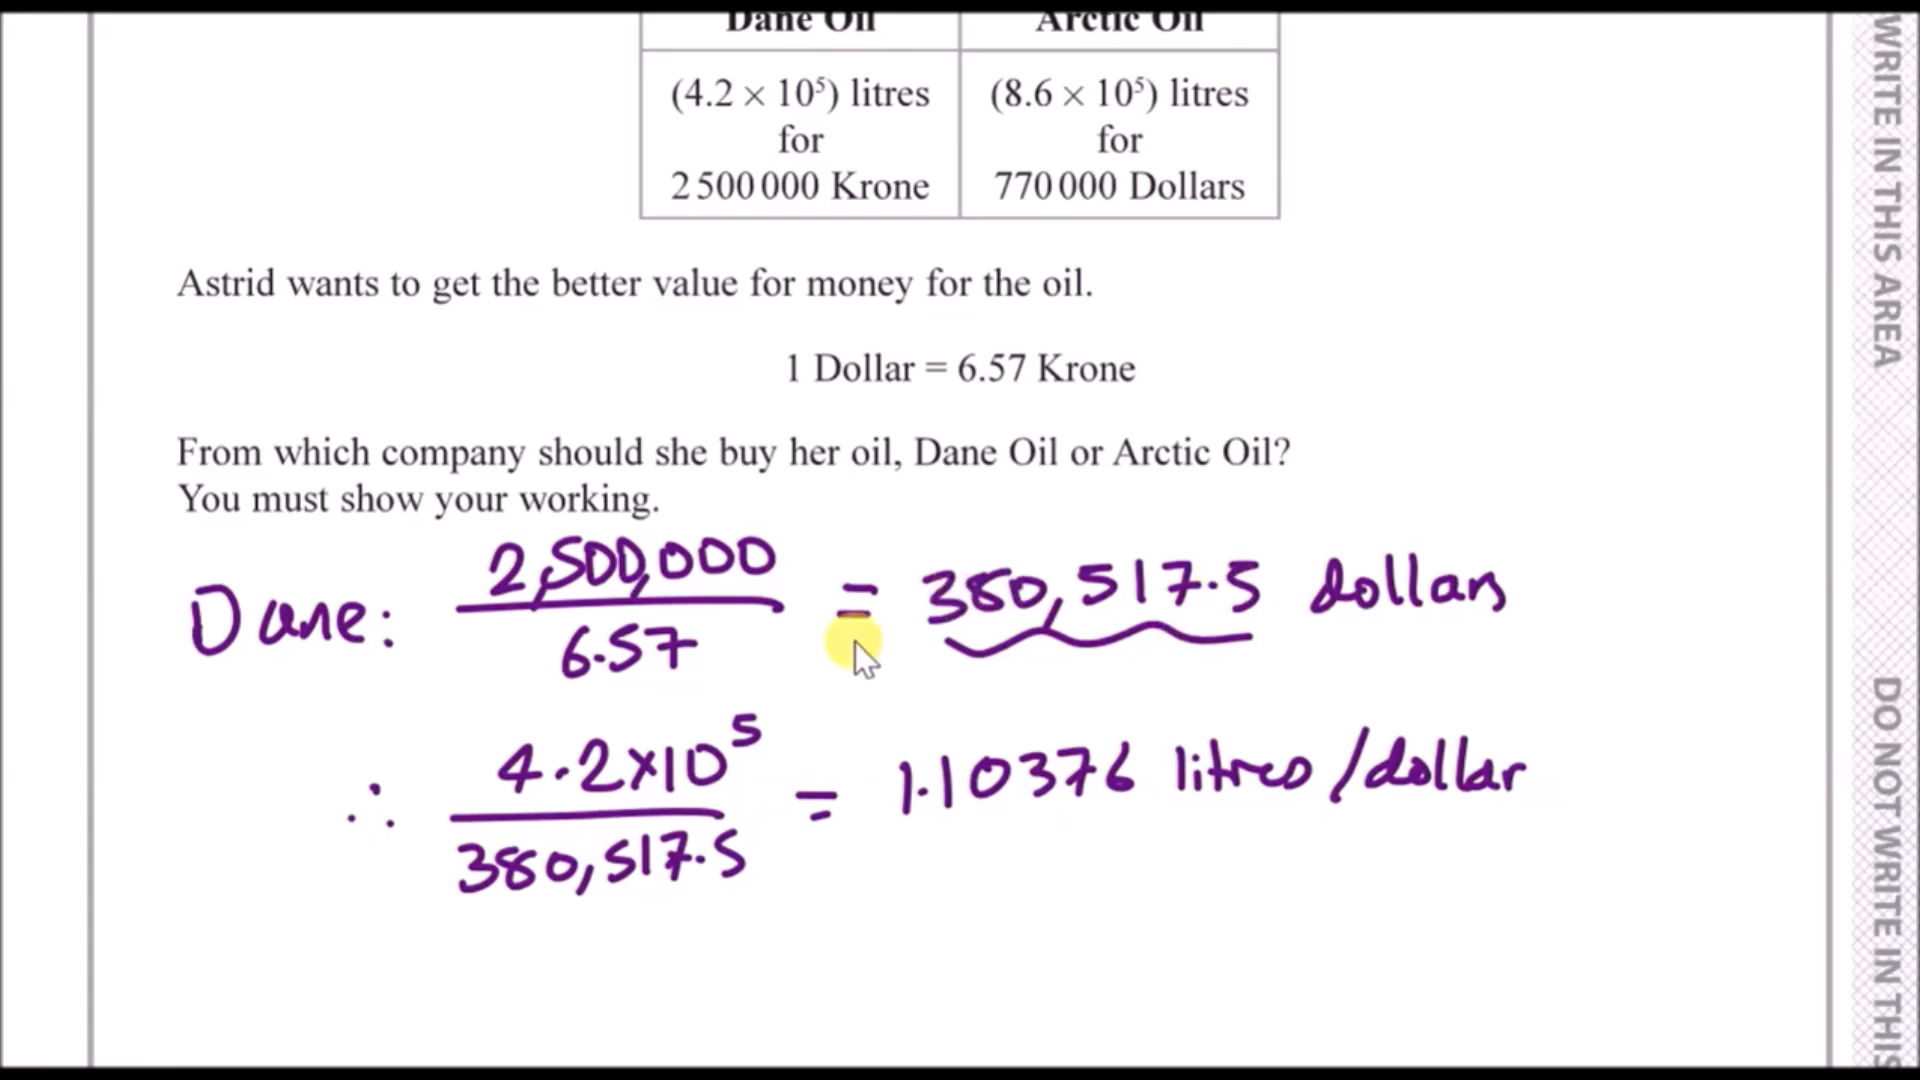 Dane Oil Arctic Oil
(4.2 × 10⁵) litres (8.6 × 10⁵) litres
for for
2 500 000 Krone 770 000 Dollars
Astrid wants to get the better value for money for the oil.
1 Dollar = 6.57 Krone
From which company should she buy her oil, Dane Oil or Arctic Oil?
You must show your working.
Dane: 2,500,000 / 6.57 = 380,517.5 dollars
∴ 4.2×10⁵ / 380,517.5 = 1.10376 litres/dollar
WRITE IN THIS AREA
DO NOT WRITE IN THIS